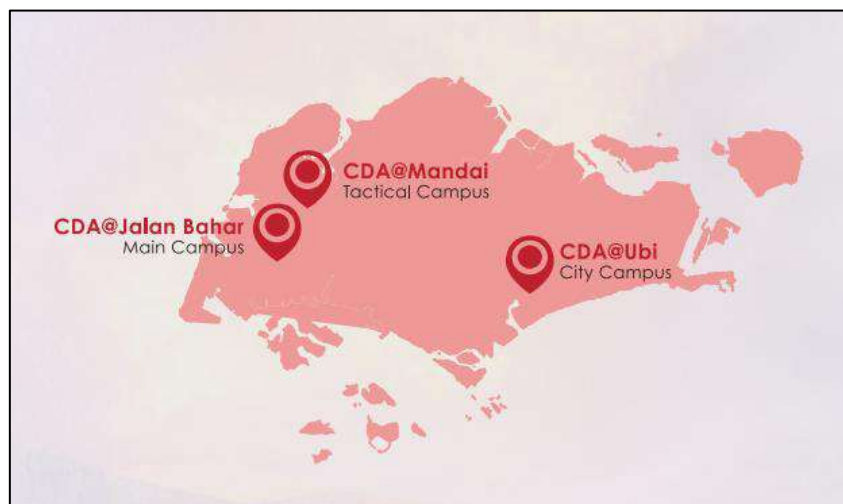 CDA@Mandai
Tactical Campus
CDA@Jalan Bahar
Main Campus
CDA@Ubi
City Campus